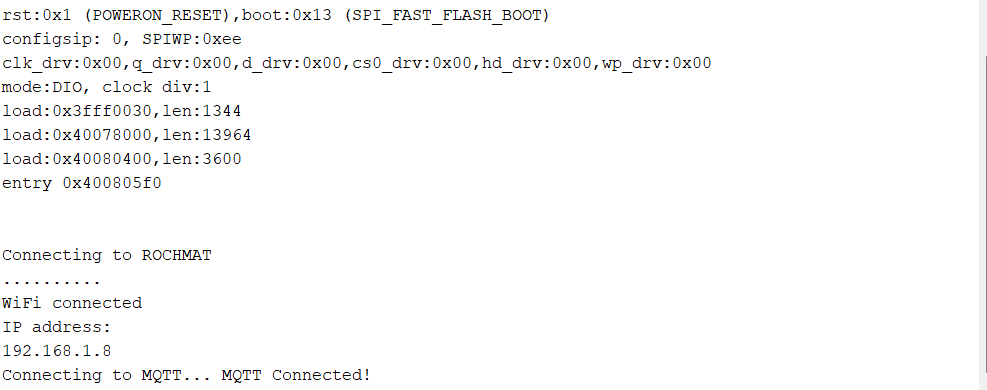 rst:0x1 (POWERON_RESET),boot:0x13 (SPI_FAST_FLASH_BOOT)
configsip: 0, SPIWP:0xee
clk_drv:0x00,q_drv:0x00,d_drv:0x00,cs0_drv:0x00,hd_drv:0x00,wp_drv:0x00
mode:DIO, clock div:1
load:0x3fff0030,len:1344
load:0x40078000,len:13964
load:0x40080400,len:3600
entry 0x400805f0
Connecting to ROCHMAT
..........
WiFi connected
IP address:
192.168.1.8
Connecting to MQTT... MQTT Connected!